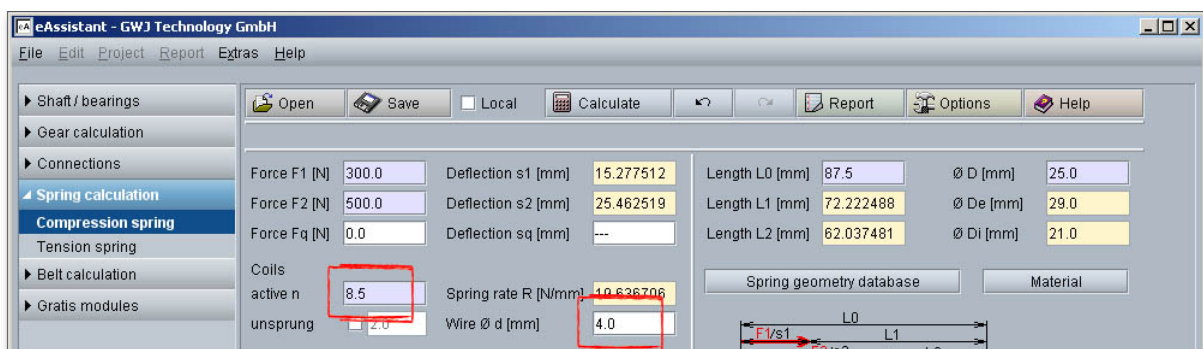 eAssistant - GWJ Technology GmbH
File Edit Project Report Extras Help
Shaft / bearings
Gear calculation
Connections
Spring calculation
Compression spring
Tension spring
Belt calculation
Gratis modules
Open Save Local Calculate Report Options Help
Force F1 [N] 300.0 Deflection s1 [mm] 15.277512 Length L0 [mm] 87.5 Ø D [mm] 25.0
Force F2 [N] 500.0 Deflection s2 [mm] 25.462519 Length L1 [mm] 72.222488 Ø De [mm] 29.0
Force Fq [N] 0.0 Deflection sq [mm] --- Length L2 [mm] 62.037481 Ø Di [mm] 21.0
Coils
active n 8.5 Spring rate R [N/mm] 19.636706
unsprung 2.0 Wire Ø d [mm] 4.0
Spring geometry database Material
L0
F1/s1 L1